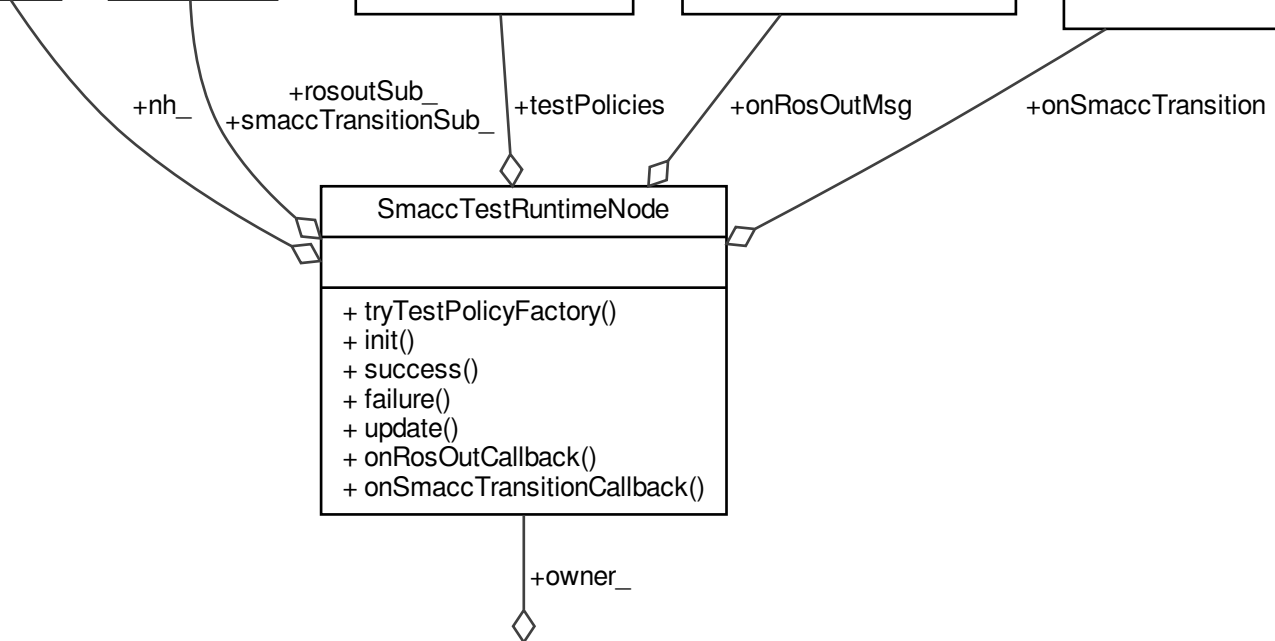 +nh_
+rosoutSub_
+smaccTransitionSub_
+testPolicies
+onRosOutMsg
+onSmaccTransition
SmaccTestRuntimeNode
+ tryTestPolicyFactory()
+ init()
+ success()
+ failure()
+ update()
+ onRosOutCallback()
+ onSmaccTransitionCallback()
+owner_